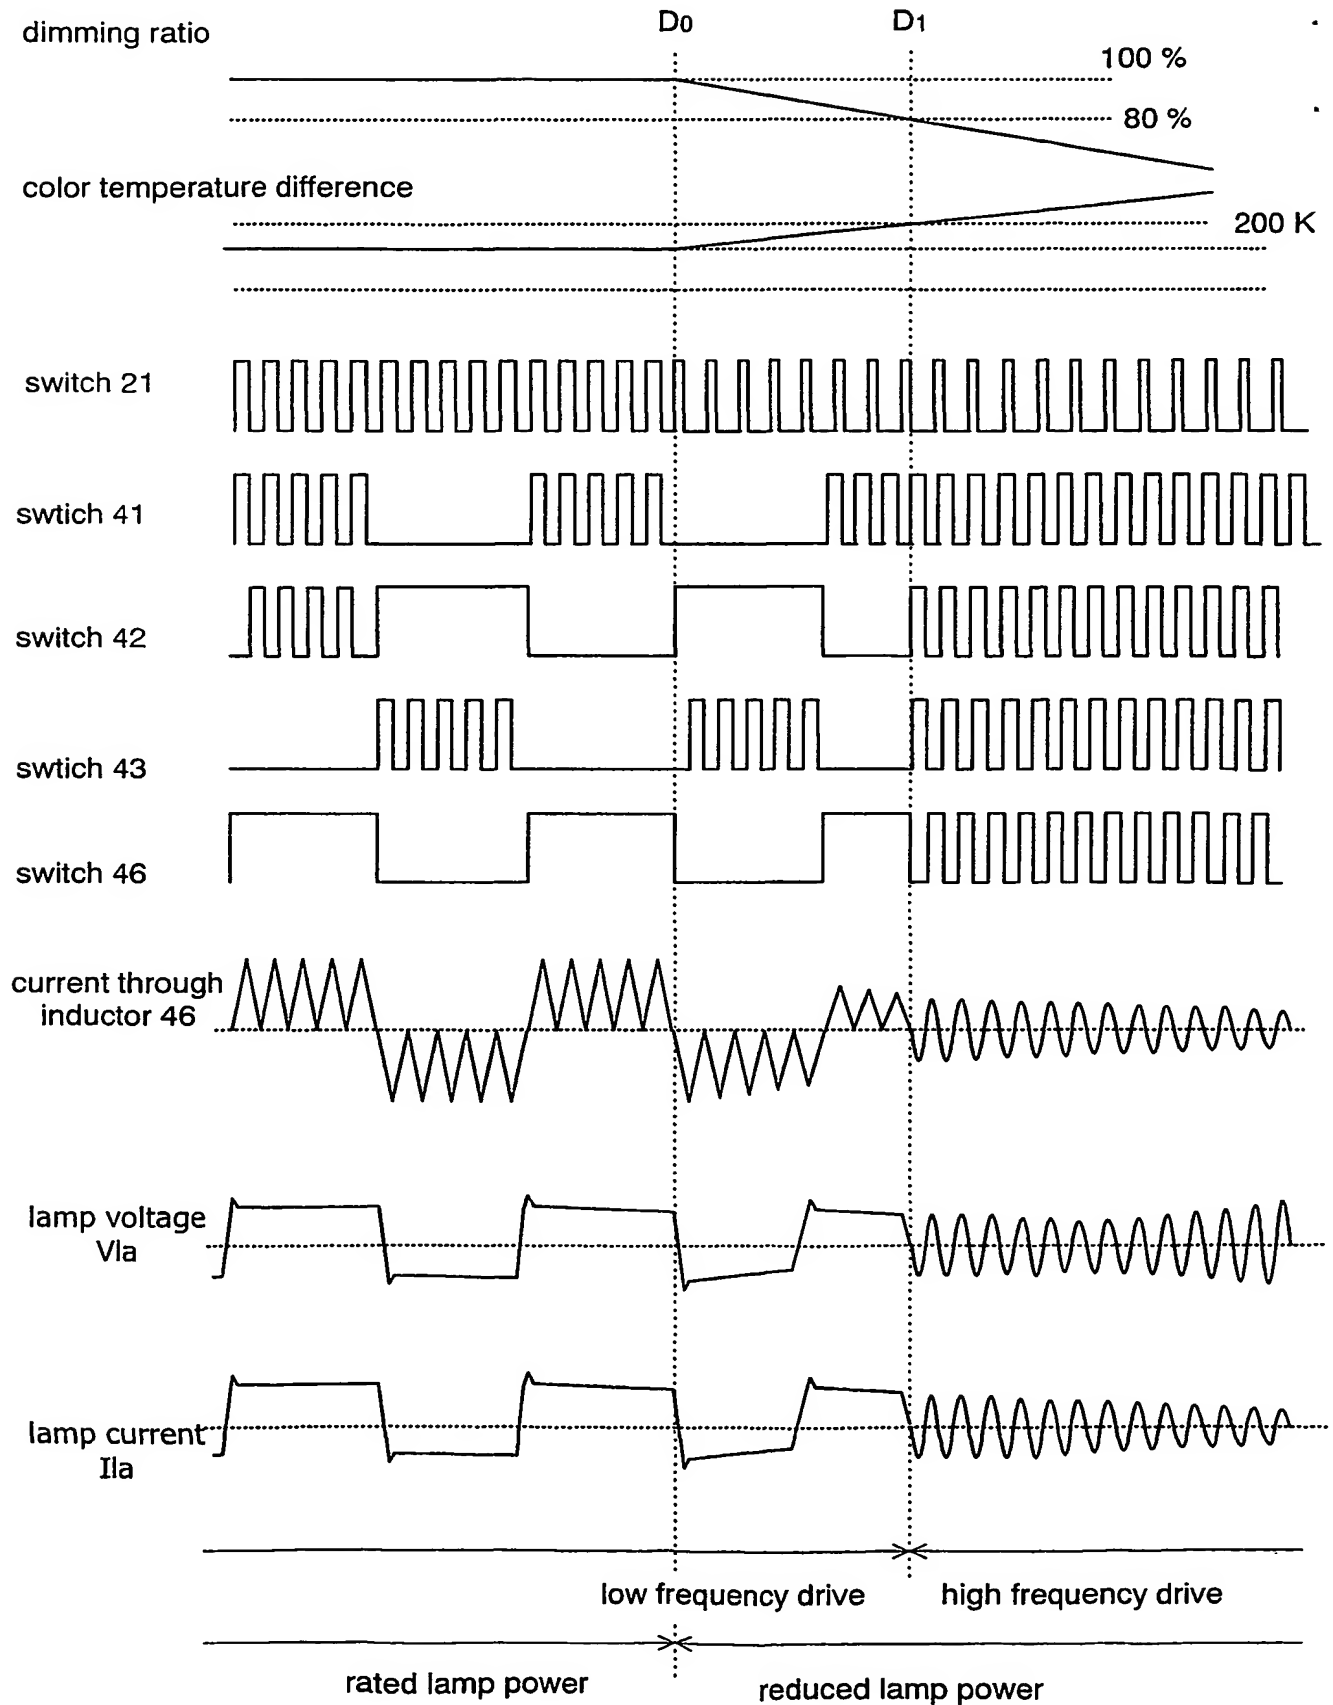 D0
D1
dimming ratio
100 %
80 %
color temperature difference
200 K
switch 21
swtich 41
switch 42
swtich 43
switch 46
current through
inductor 46
lamp voltage
Vla
lamp current
Ila
low frequency drive
high frequency drive
rated lamp power
reduced lamp power